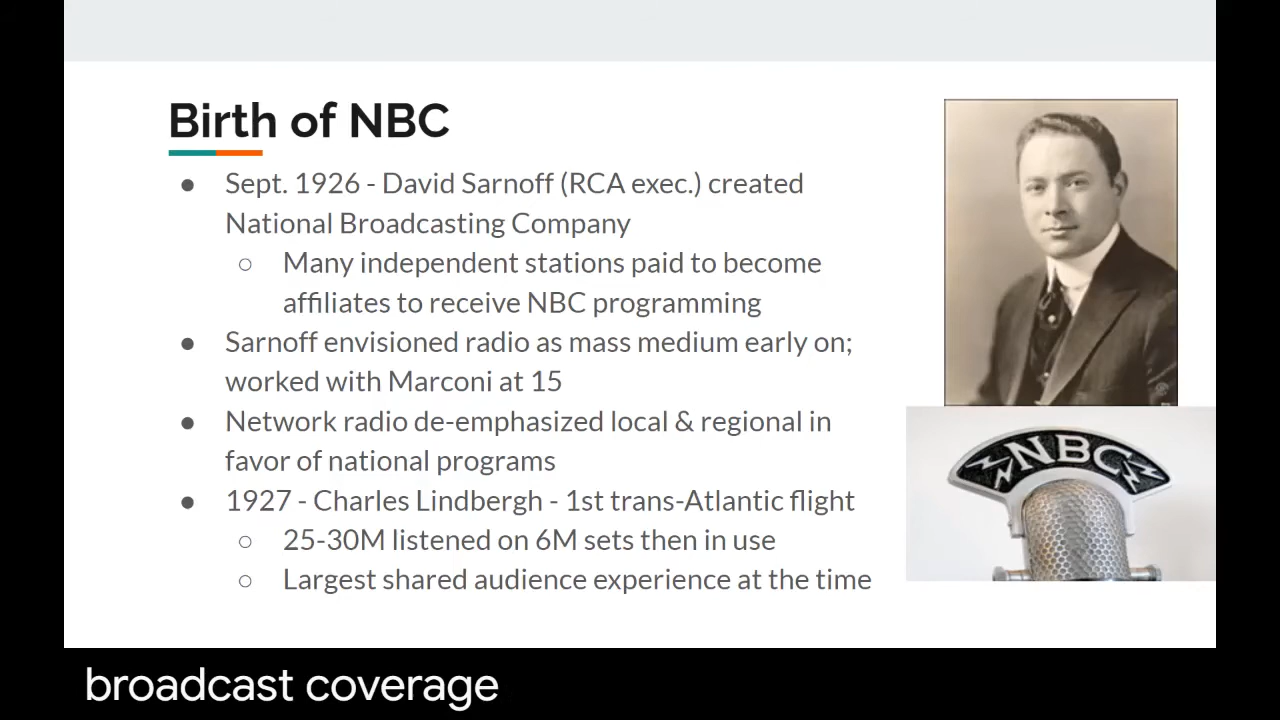 Birth of NBC
● Sept. 1926 - David Sarnoff (RCA exec.) created
National Broadcasting Company
○ Many independent stations paid to become
affiliates to receive NBC programming
● Sarnoff envisioned radio as mass medium early on;
worked with Marconi at 15
● Network radio de-emphasized local & regional in
favor of national programs
● 1927 - Charles Lindbergh - 1st trans-Atlantic flight
○ 25-30M listened on 6M sets then in use
○ Largest shared audience experience at the time
NBC
broadcast coverage